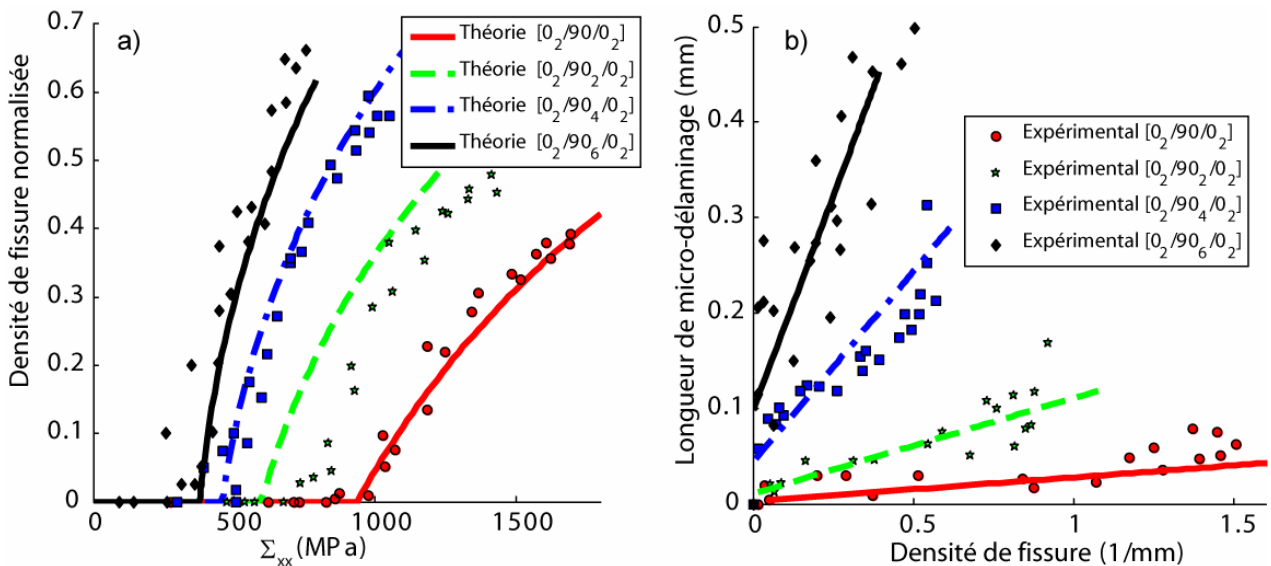 a)
Densité de fissure normalisée
0.7
0.6
0.5
0.4
0.3
0.2
0.1
0
0
500
1000
1500
Σxx (MPa)
Théorie [0₂/90/0₂]
Théorie [0₂/90₂/0₂]
Théorie [0₂/90₄/0₂]
Théorie [0₂/90₆/0₂]
b)
Longueur de micro-délaminage (mm)
0.5
0.4
0.3
0.2
0.1
0
0
0.5
1
1.5
Densité de fissure (1/mm)
Expérimental [0₂/90/0₂]
Expérimental [0₂/90₂/0₂]
Expérimental [0₂/90₄/0₂]
Expérimental [0₂/90₆/0₂]